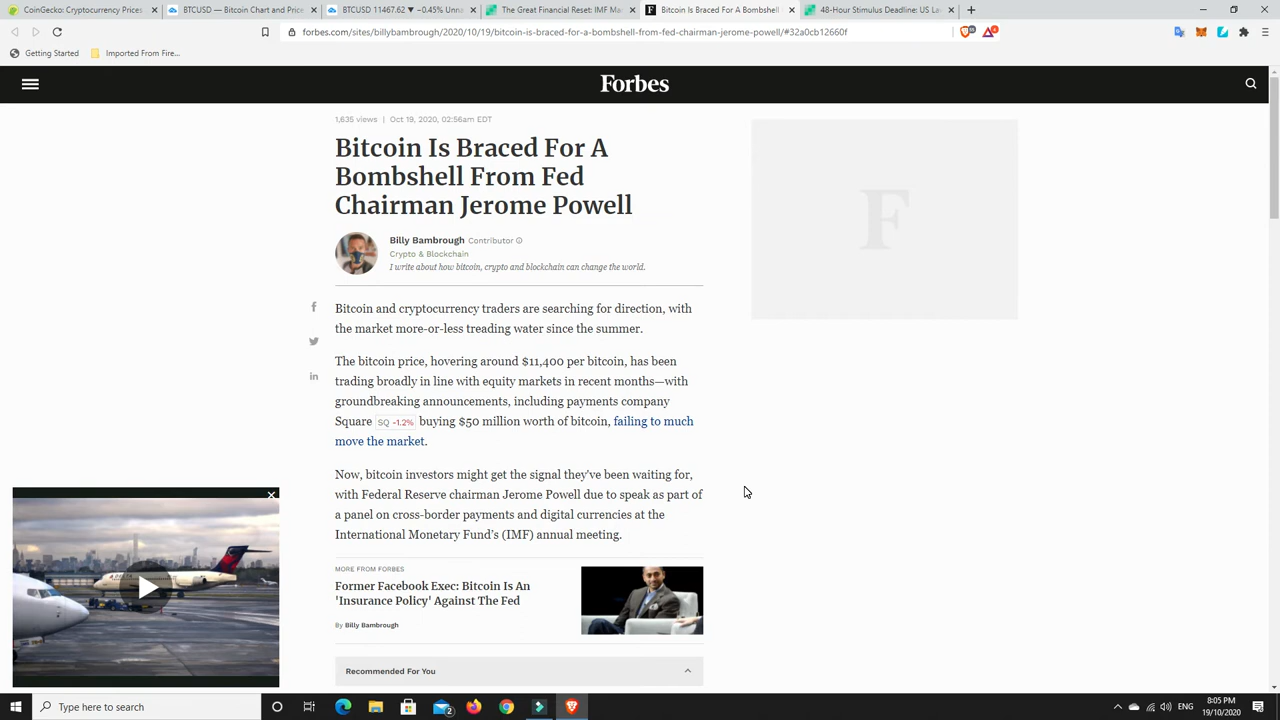 CoinGecko: Cryptocurrency Prices
BTCUSD — Bitcoin Chart and Price
BTCUSD 11467.62 ▼ −0.45% Unna
The Great Financial Reset: IMF Ma
Bitcoin Is Braced For A Bombshell
48-Hour Stimulus Deadline: US La
forbes.com/sites/billybambrough/2020/10/19/bitcoin-is-braced-for-a-bombshell-from-fed-chairman-jerome-powell/#32a0cb12660f
Getting Started
Imported From Fire...
Forbes
1,635 views | Oct 19, 2020, 02:56am EDT
Bitcoin Is Braced For A
Bombshell From Fed
Chairman Jerome Powell
Billy Bambrough Contributor
Crypto & Blockchain
I write about how bitcoin, crypto and blockchain can change the world.
F
Bitcoin and cryptocurrency traders are searching for direction, with
the market more-or-less treading water since the summer.
The bitcoin price, hovering around $11,400 per bitcoin, has been
trading broadly in line with equity markets in recent months—with
groundbreaking announcements, including payments company
Square SQ -1.2% buying $50 million worth of bitcoin, failing to much
move the market.
Now, bitcoin investors might get the signal they've been waiting for,
with Federal Reserve chairman Jerome Powell due to speak as part of
a panel on cross-border payments and digital currencies at the
International Monetary Fund's (IMF) annual meeting.
MORE FROM FORBES
Former Facebook Exec: Bitcoin Is An
'Insurance Policy' Against The Fed
By Billy Bambrough
Recommended For You
Type here to search
2
ENG
8:05 PM
19/10/2020